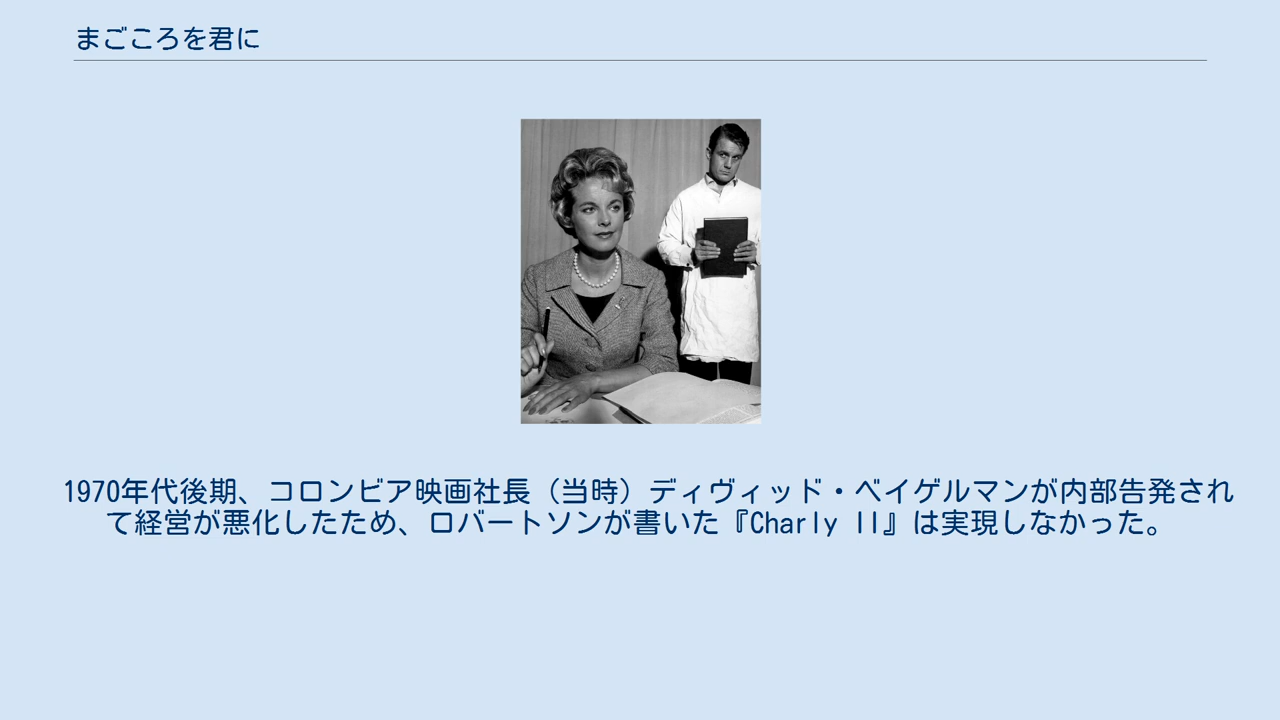 まごころを君に
1970年代後期、コロンビア映画社長（当時）ディヴィッド・ベイゲルマンが内部告発され
て経営が悪化したため、ロバートソンが書いた『Charly II』は実現しなかった。